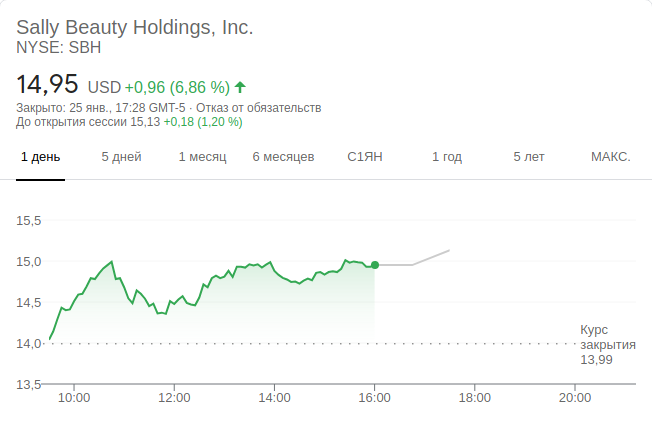 Sally Beauty Holdings, Inc.
NYSE: SBH
14,95 USD +0,96 (6,86 %)
Закрыто: 25 янв., 17:28 GMT-5 · Отказ от обязательств
До открытия сессии 15,13 +0,18 (1,20 %)
1 день 5 дней 1 месяц 6 месяцев С1ЯН 1 год 5 лет МАКС.
15,5
15,0
14,5
14,0
13,5
Курс
закрытия
13,99
10:00 12:00 14:00 16:00 18:00 20:00